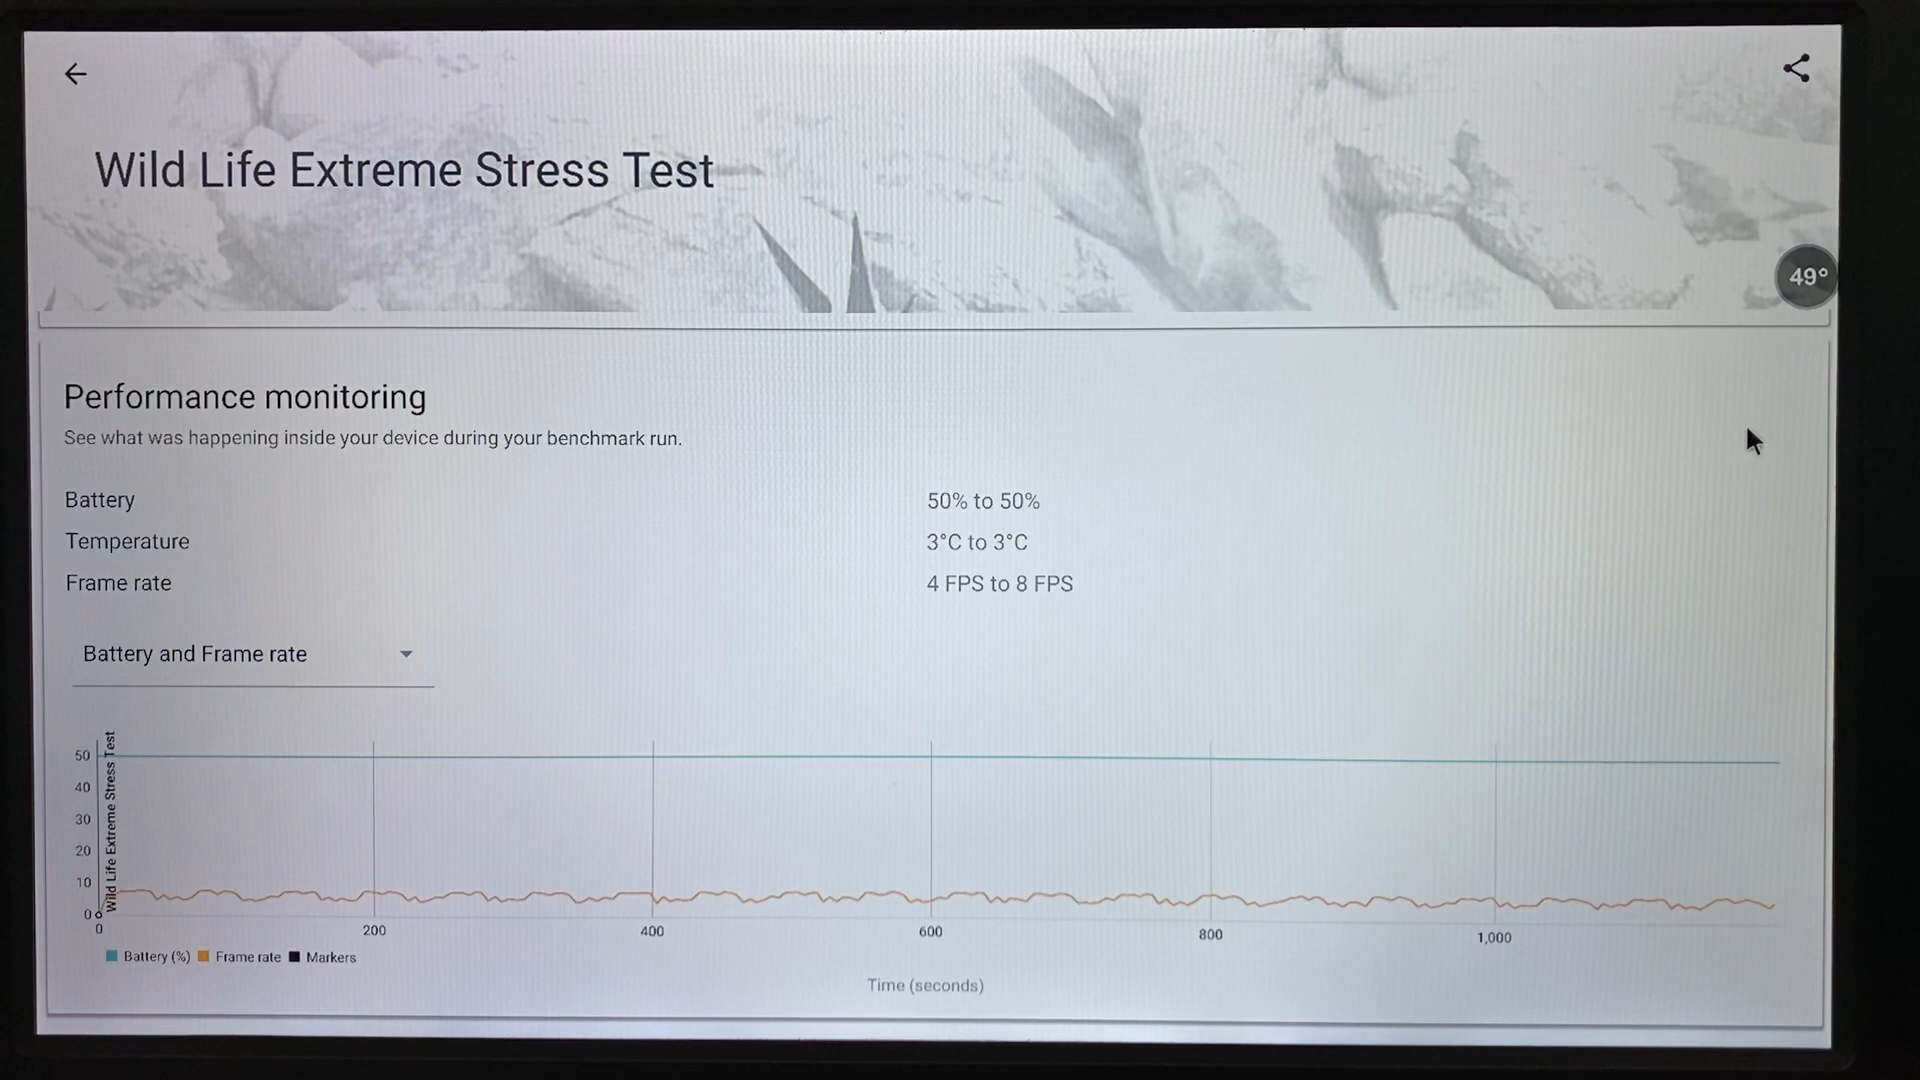 Wild Life Extreme Stress Test
49°
Performance monitoring
See what was happening inside your device during your benchmark run.
Battery 50% to 50%
Temperature 3°C to 3°C
Frame rate 4 FPS to 8 FPS
Battery and Frame rate
Wild Life Extreme Stress Test
50
40
30
20
10
0
0 200 400 600 800 1,000
Battery (%) Frame rate Markers
Time (seconds)